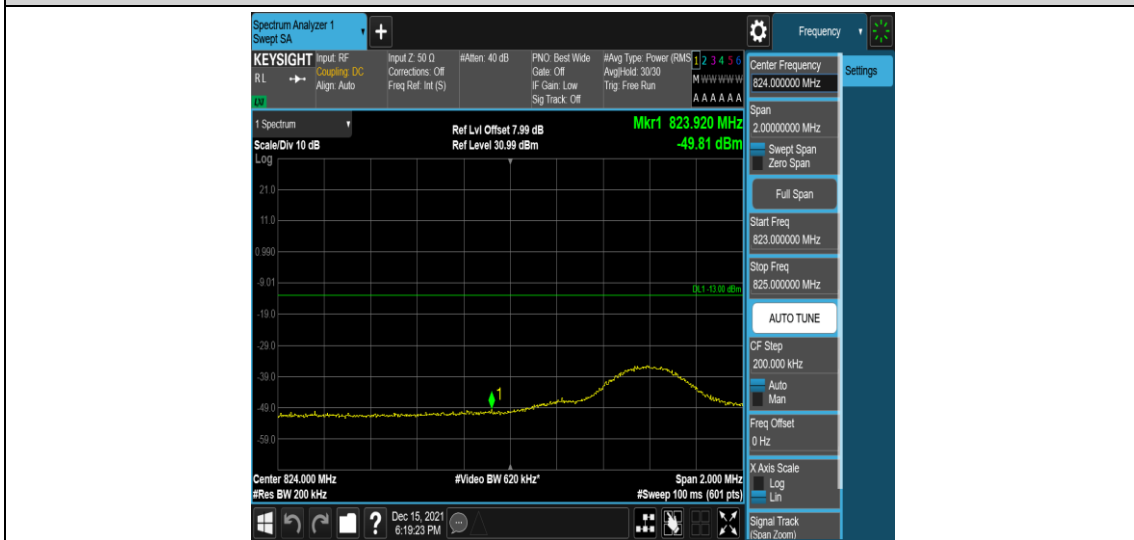 Spectrum Analyzer 1
Swept SA
+
Frequency
KEYSIGHT
RL
LXI
Input: RF
Coupling: DC
Align: Auto
Input Z: 50 Ω
Corrections: Off
Freq Ref: Int (S)
#Atten: 40 dB
PNO: Best Wide
Gate: Off
IF Gain: Low
Sig Track: Off
#Avg Type: Power (RMS
Avg|Hold: 30/30
Trig: Free Run
1 2 3 4 5 6
M W W W W W
A A A A A A
1 Spectrum
Scale/Div 10 dB
Ref Lvl Offset 7.99 dB
Ref Level 30.99 dBm
Mkr1 823.920 MHz
-49.81 dBm
Log
21.0
11.0
0.990
-9.01
DL1 -13.00 dBm
-19.0
-29.0
-39.0
1
-49.0
-59.0
Center 824.000 MHz
#Video BW 620 kHz*
Span 2.000 MHz
#Res BW 200 kHz
#Sweep 100 ms (601 pts)
?
Dec 15, 2021
6:19:23 PM
Center Frequency
824.000000 MHz
Settings
Span
2.00000000 MHz
Swept Span
Zero Span
Full Span
Start Freq
823.000000 MHz
Stop Freq
825.000000 MHz
AUTO TUNE
CF Step
200.000 kHz
Auto
Man
Freq Offset
0 Hz
X Axis Scale
Log
Lin
Signal Track
(Span Zoom)